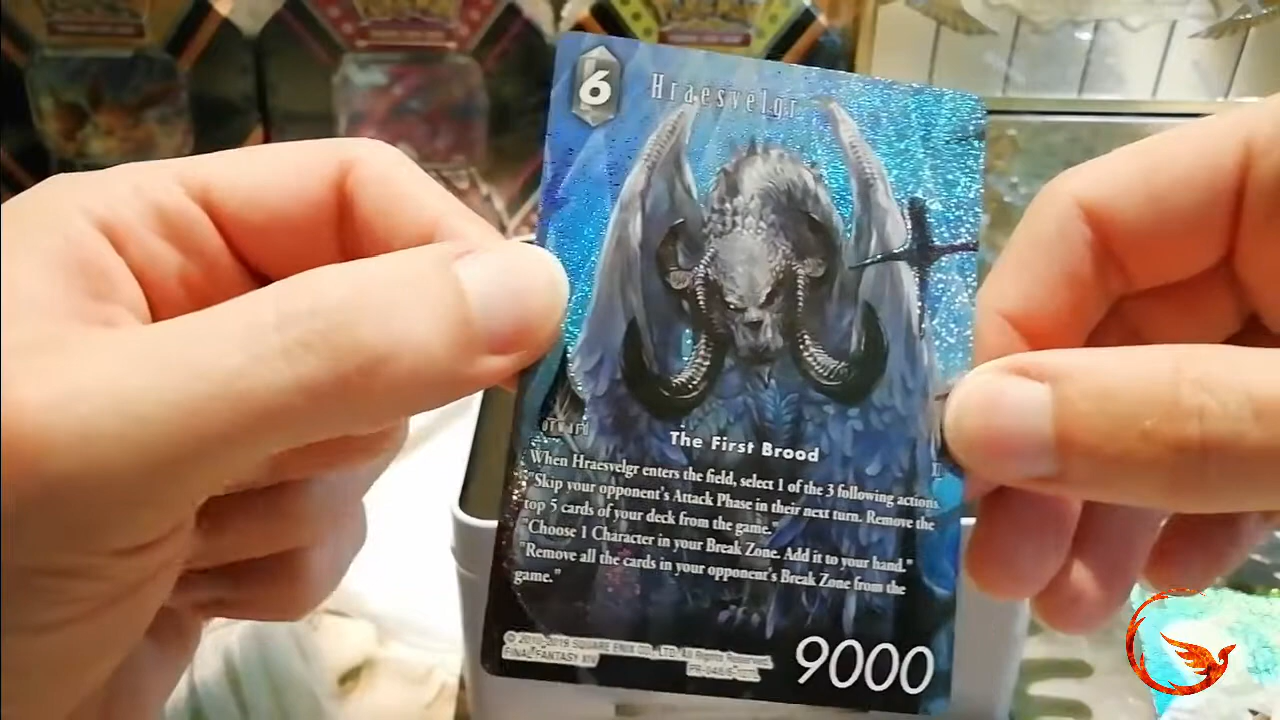 6
Hraesvelgr
The First Brood
When Hraesvelgr enters the field, select 1 of the 3 following actions.
"Skip your opponent's Attack Phase in their next turn. Remove the
top 5 cards of your deck from the game."
"Choose 1 Character in your Break Zone. Add it to your hand."
"Remove all the cards in your opponent's Break Zone from the
game."
SQUARE ENIX CO., LTD. All Rights Reserved.
FINAL FANTASY XIV
9000